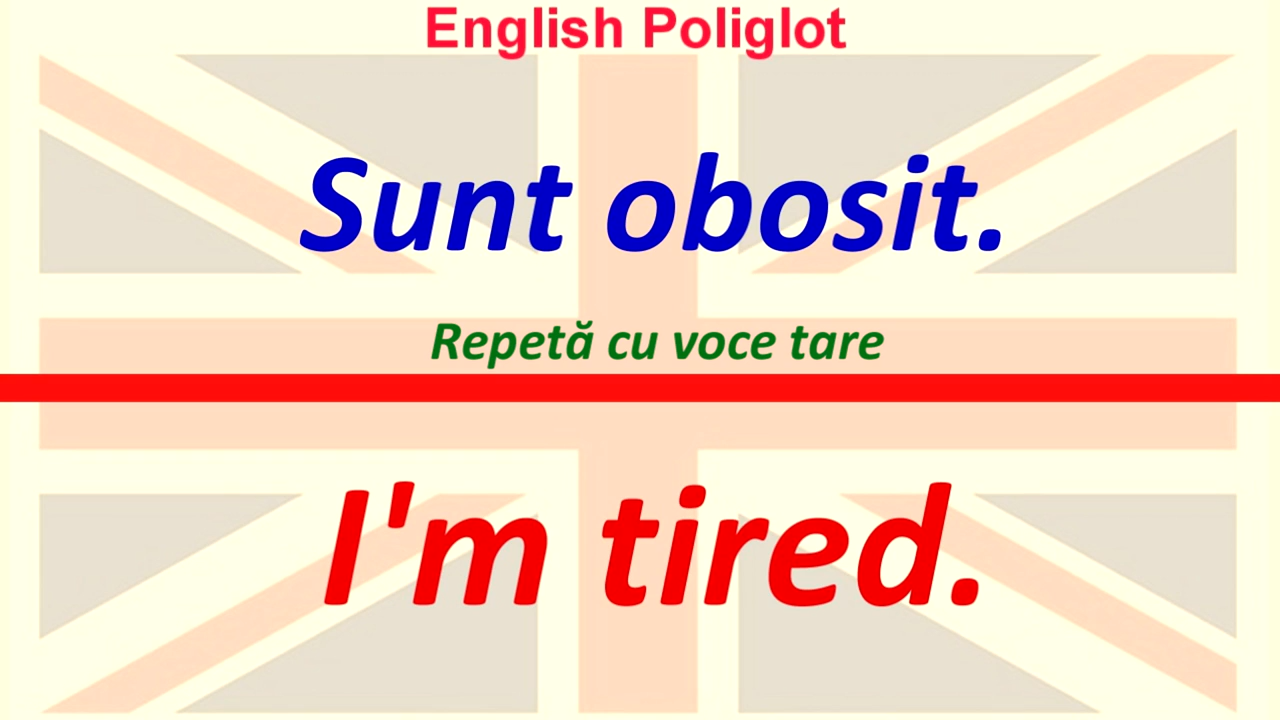 English Poliglot
Sunt obosit.
Repetă cu voce tare
I'm tired.